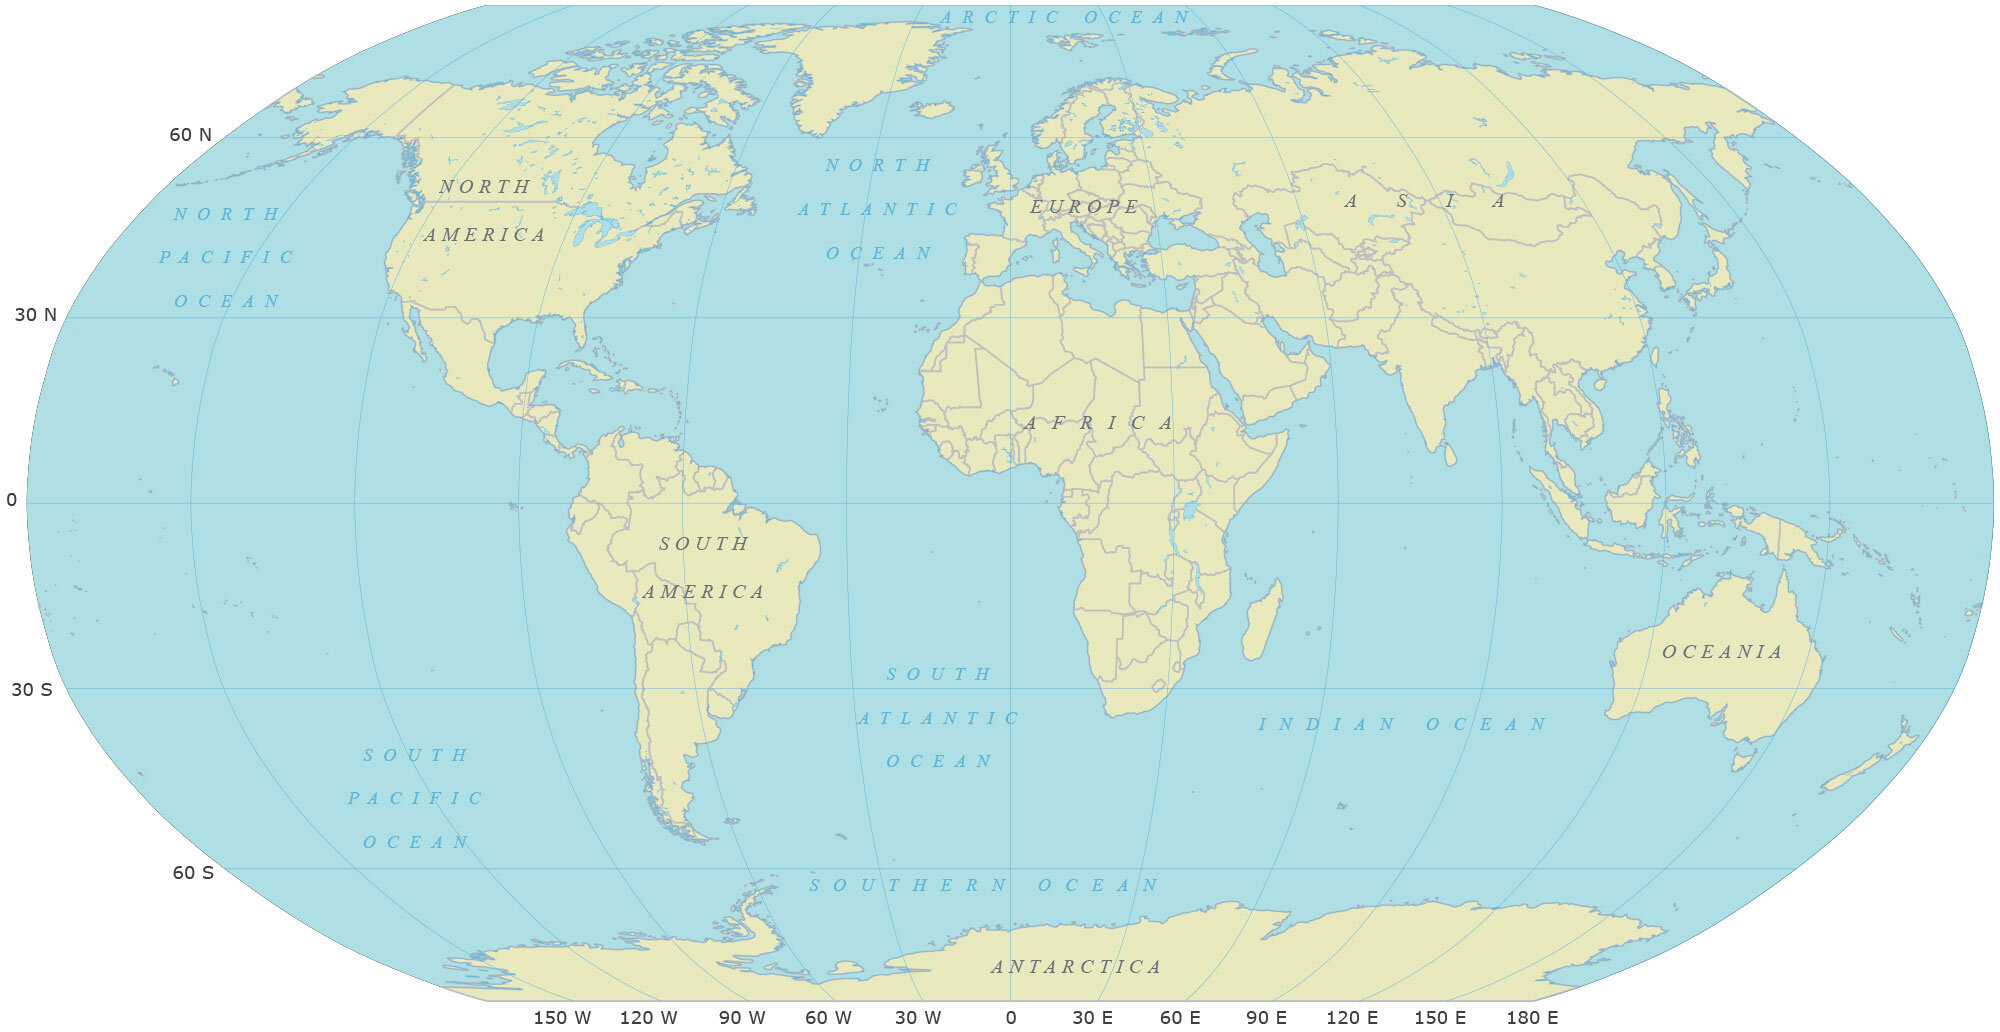 ARCTIC OCEAN
60 N
NORTH
ATLANTIC
OCEAN
NORTH
AMERICA
EUROPE
ASIA
NORTH
PACIFIC
OCEAN
30 N
AFRICA
0
SOUTH
AMERICA
OCEANIA
SOUTH
ATLANTIC
OCEAN
INDIAN OCEAN
30 S
SOUTH
PACIFIC
OCEAN
60 S
SOUTHERN OCEAN
ANTARCTICA
150 W 120 W 90 W 60 W 30 W 0 30 E 60 E 90 E 120 E 150 E 180 E